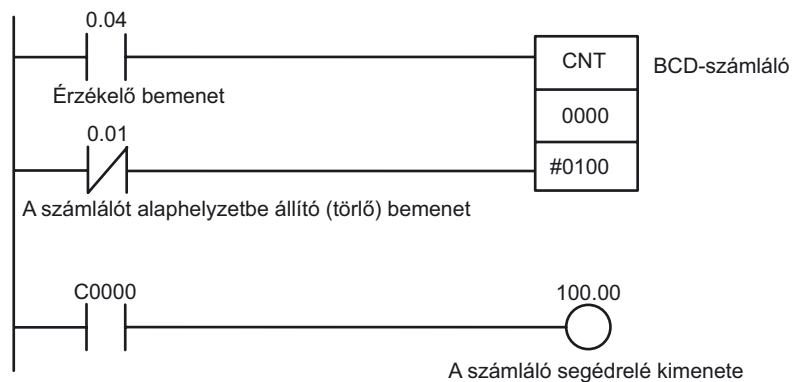 0.04
CNT
BCD-számláló
Érzékelő bemenet
0000
0.01
#0100
A számlálót alaphelyzetbe állító (törlő) bemenet
C0000
100.00
A számláló segédrelé kimenete